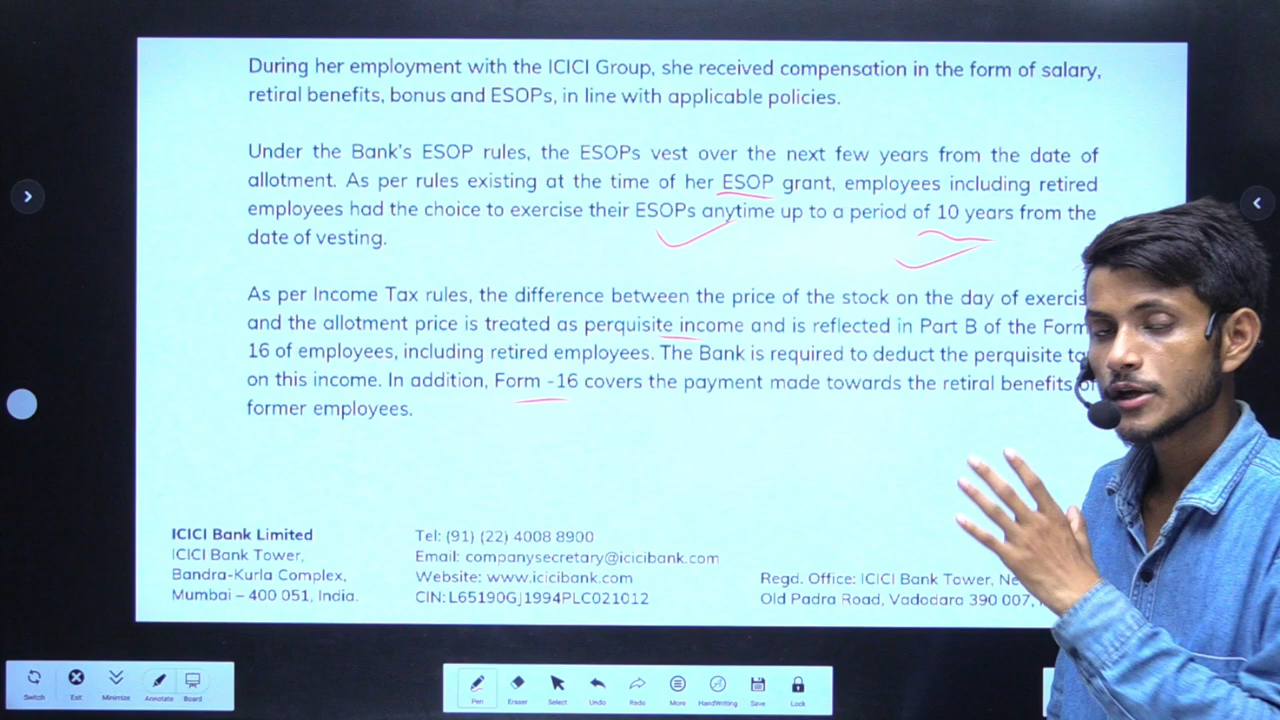 During her employment with the ICICI Group, she received compensation in the form of salary,
retiral benefits, bonus and ESOPs, in line with applicable policies.
Under the Bank's ESOP rules, the ESOPs vest over the next few years from the date of
allotment. As per rules existing at the time of her ESOP grant, employees including retired
employees had the choice to exercise their ESOPs anytime up to a period of 10 years from the
date of vesting.
As per Income Tax rules, the difference between the price of the stock on the day of
and the allotment price is treated as perquisite income and is reflected in Part B of the Form
16 of employees, including retired employees. The Bank is required to deduct the perquisite
on this income. In addition, Form -16 covers the payment made towards the retiral benefits of
former employees.
ICICI Bank Limited
ICICI Bank Tower,
Bandra-Kurla Complex,
Mumbai – 400 051, India.
Tel: (91) (22) 4008 8900
Email: companysecretary@icicibank.com
Website: www.icicibank.com
CIN: L65190GJ1994PLC021012
Regd. Office: ICICI Bank Tower,
Old Padra Road, Vadodara 390 007,
Switch
Exit
Minimize
Annotate
Board
Pen
Eraser
Select
Undo
Redo
More
HandWriting
Save
Lock